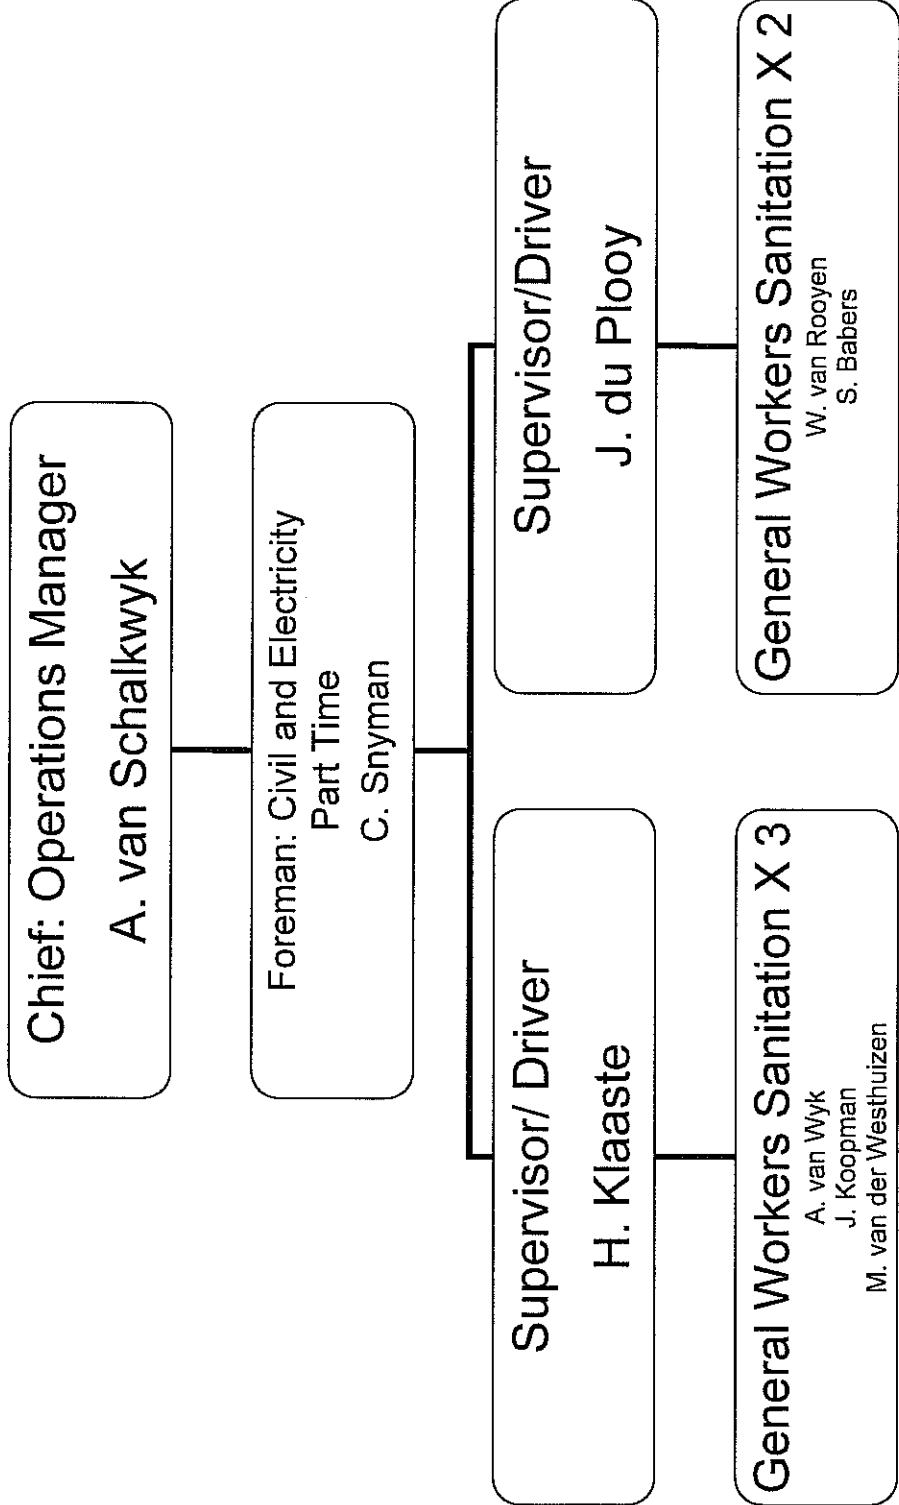 Chief: Operations Manager
A. van Schalkwyk
Foreman: Civil and Electricity
Part Time
C. Snyman
Supervisor/ Driver
H. Klaaste
Supervisor/Driver
J. du Plooy
General Workers Sanitation X 3
A. van Wyk
J. Koopman
M. van der Westhuizen
General Workers Sanitation X 2
W. van Rooyen
S. Babers